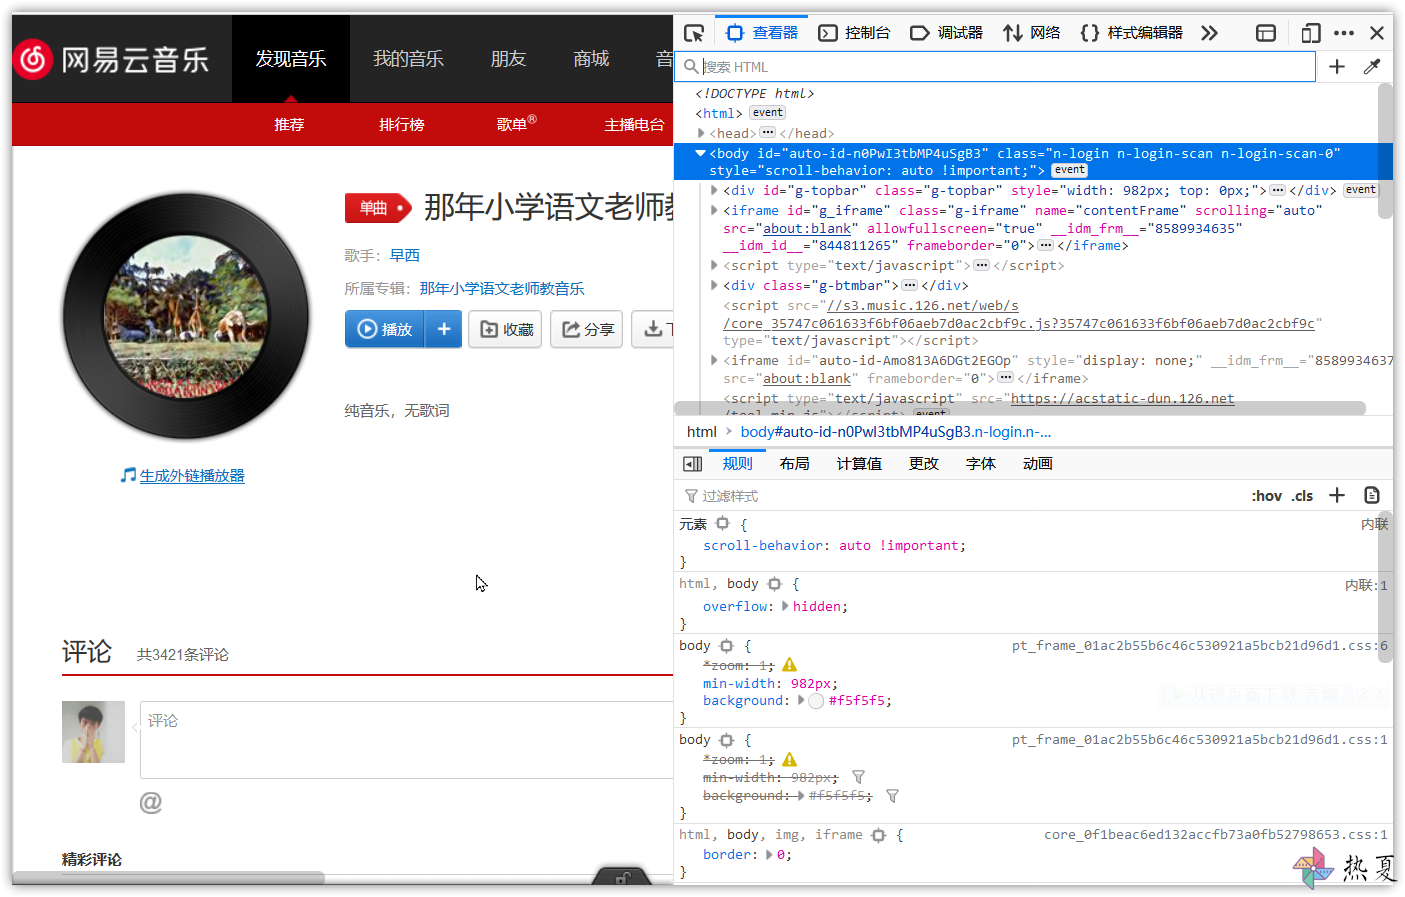 网易云音乐
发现音乐 我的音乐 朋友 商城 音
推荐 排行榜 歌单® 主播电台
单曲 那年小学语文老师教
歌手：早西
所属专辑：那年小学语文老师教音乐
播放 + 收藏 分享 下
纯音乐，无歌词
生成外链播放器
评论 共3421条评论
评论
@
精彩评论
查看器 控制台 调试器 网络 样式编辑器
搜索 HTML
<!DOCTYPE html>
<html> event
<head> ••• </head>
<body id="auto-id-n0PwI3tbMP4uSgB3" class="n-login n-login-scan n-login-scan-0"
style="scroll-behavior: auto !important;"> event
<div id="g-topbar" class="g-topbar" style="width: 982px; top: 0px;"> ••• </div> event
<iframe id="g_iframe" class="g-iframe" name="contentFrame" scrolling="auto"
src="about:blank" allowfullscreen="true" __idm_frm__="8589934635"
__idm_id__="844811265" frameborder="0"> ••• </iframe>
<script type="text/javascript"> ••• </script>
<div class="g-btmbar"> ••• </div>
<script src="//s3.music.126.net/web/s
/core_35747c061633f6bf06aeb7d0ac2cbf9c.js?35747c061633f6bf06aeb7d0ac2cbf9c"
type="text/javascript"></script>
<iframe id="auto-id-Amo813A6DGt2EGOp" style="display: none;" __idm_frm__="8589934637
src="about:blank" frameborder="0"> ••• </iframe>
<script type="text/javascript" src="https://acstatic-dun.126.net
/tool.min.js"></script> event
html > body#auto-id-n0PwI3tbMP4uSgB3.n-login.n-...
规则 布局 计算值 更改 字体 动画
过滤样式 :hov .cls +
元素 { 内联
scroll-behavior: auto !important;
}
html, body { 内联:1
overflow: hidden;
}
body { pt_frame_01ac2b55b6c46c530921a5bcb21d96d1.css:6
*zoom: 1;
min-width: 982px;
background: #f5f5f5;
}
body { pt_frame_01ac2b55b6c46c530921a5bcb21d96d1.css:1
*zoom: 1;
min-width: 982px;
background: #f5f5f5;
}
html, body, img, iframe { core_0f1beac6ed132accfb73a0fb52798653.css:1
border: 0;
}
热夏